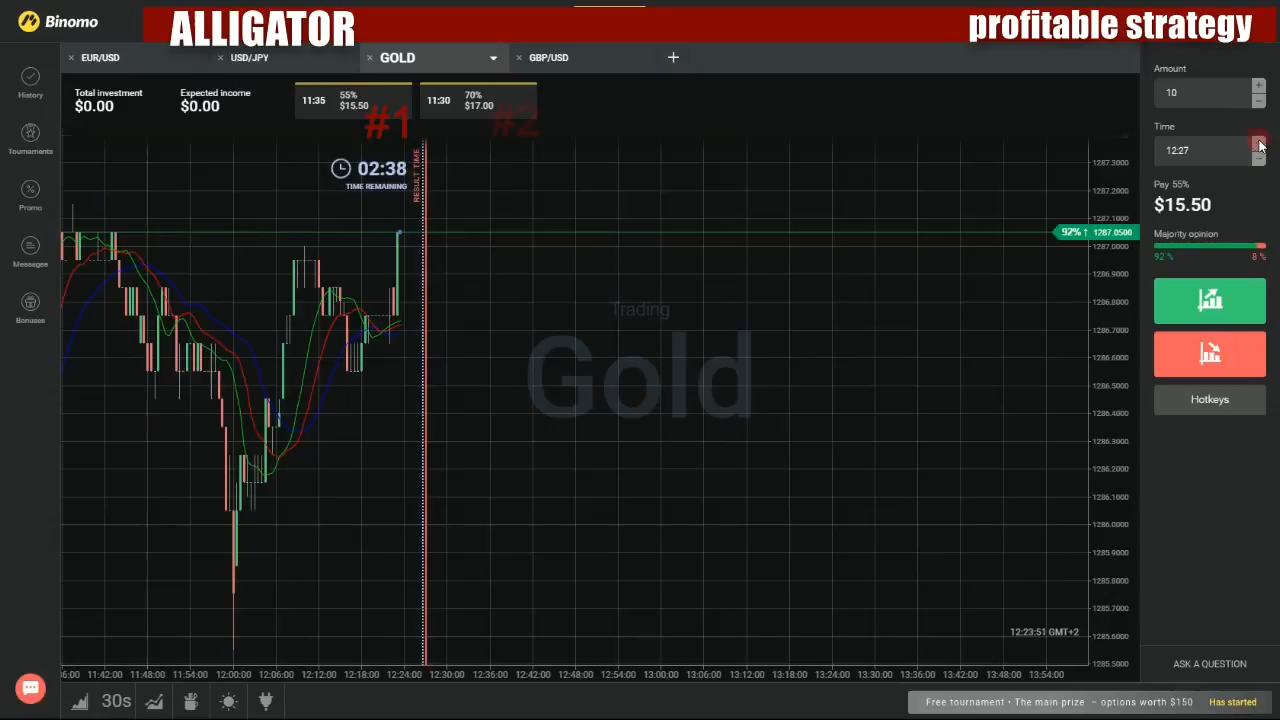 Binomo
ALLIGATOR
profitable strategy
EUR/USD
USD/JPY
GOLD
GBP/USD
Total investment
$0.00
Expected income
$0.00
11:35
55%
$15.50
11:30
70%
$17.00
#1
#2
History
Tournaments
Promo
Messages
Bonuses
02:38
TIME REMAINING
RESULT TIME
Trading
Gold
92% ↑ 1287.0500
1287.3000
1287.2000
1287.1000
1287.0000
1286.9000
1286.8000
1286.7000
1286.6000
1286.5000
1286.4000
1286.3000
1286.2000
1286.1000
1286.0000
1285.9000
1285.8000
1285.7000
1285.6000
1285.5000
12:23:51 GMT+2
36:00 11:42:00 11:48:00 11:54:00 12:00:00 12:06:00 12:12:00 12:18:00 12:24:00 12:30:00 12:36:00 12:42:00 12:48:00 12:54:00 13:00:00 13:06:00 13:12:00 13:18:00 13:24:00 13:30:00 13:36:00 13:42:00 13:48:00 13:54:00
30s
Amount
10
Time
12:27
Pay 55%
$15.50
Majority opinion
92 %
8 %
Hotkeys
ASK A QUESTION
Free tournament • The main prize – options worth $150 Has started